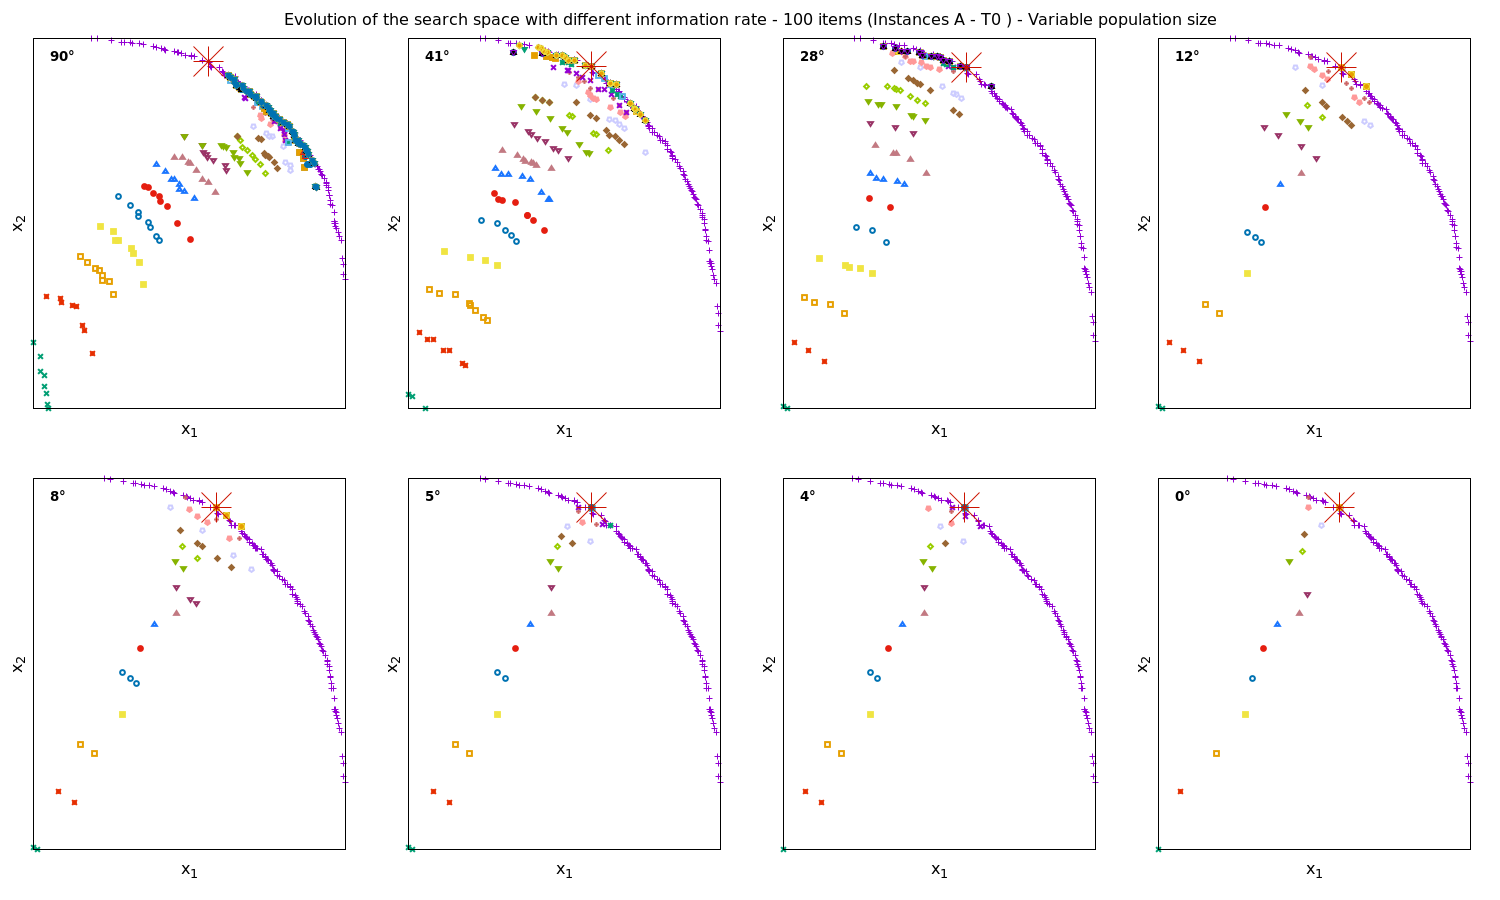 Evolution of the search space with different information rate - 100 items (Instances A - T0 ) - Variable population size
90°
41°
28°
12°
x2
x2
x2
x2
x1
x1
x1
x1
8°
5°
4°
0°
x2
x2
x2
x2
x1
x1
x1
x1